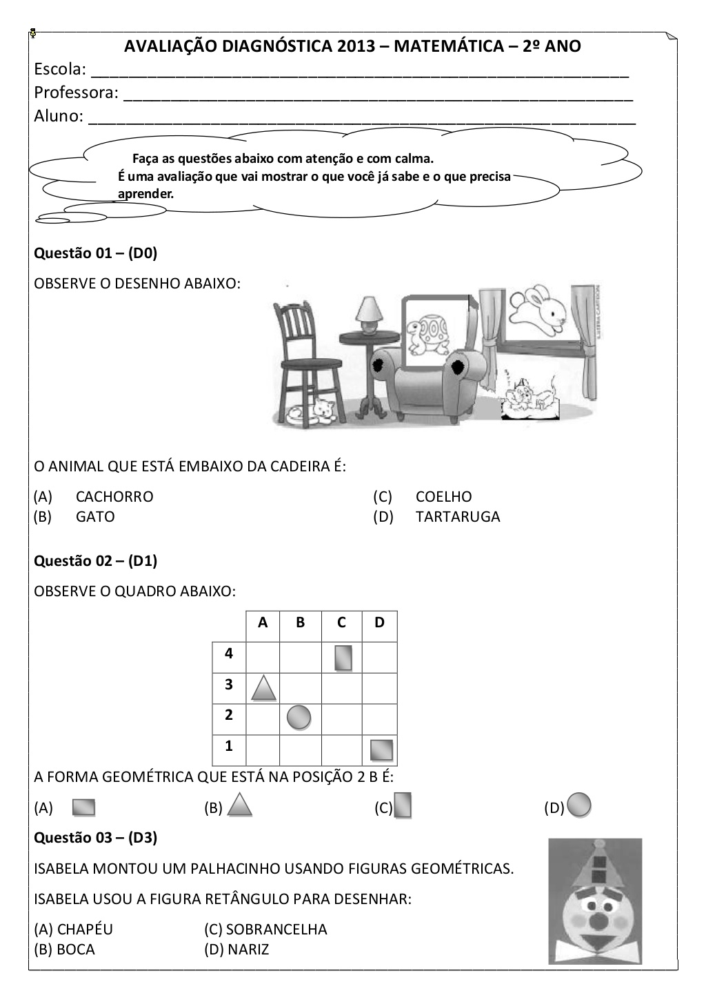 AVALIAÇÃO DIAGNÓSTICA 2013 – MATEMÁTICA – 2º ANO
Escola: ____________________________________________________________
Professora: _________________________________________________________
Aluno: _____________________________________________________________
Faça as questões abaixo com atenção e com calma.
É uma avaliação que vai mostrar o que você já sabe e o que precisa
aprender.
Questão 01 – (D0)
OBSERVE O DESENHO ABAIXO:
O ANIMAL QUE ESTÁ EMBAIXO DA CADEIRA É:
(A) CACHORRO (C) COELHO
(B) GATO (D) TARTARUGA
Questão 02 – (D1)
OBSERVE O QUADRO ABAIXO:
A B C D
4
3
2
1
A FORMA GEOMÉTRICA QUE ESTÁ NA POSIÇÃO 2 B É:
(A) (B) (C) (D)
Questão 03 – (D3)
ISABELA MONTOU UM PALHACINHO USANDO FIGURAS GEOMÉTRICAS.
ISABELA USOU A FIGURA RETÂNGULO PARA DESENHAR:
(A) CHAPÉU (C) SOBRANCELHA
(B) BOCA (D) NARIZ